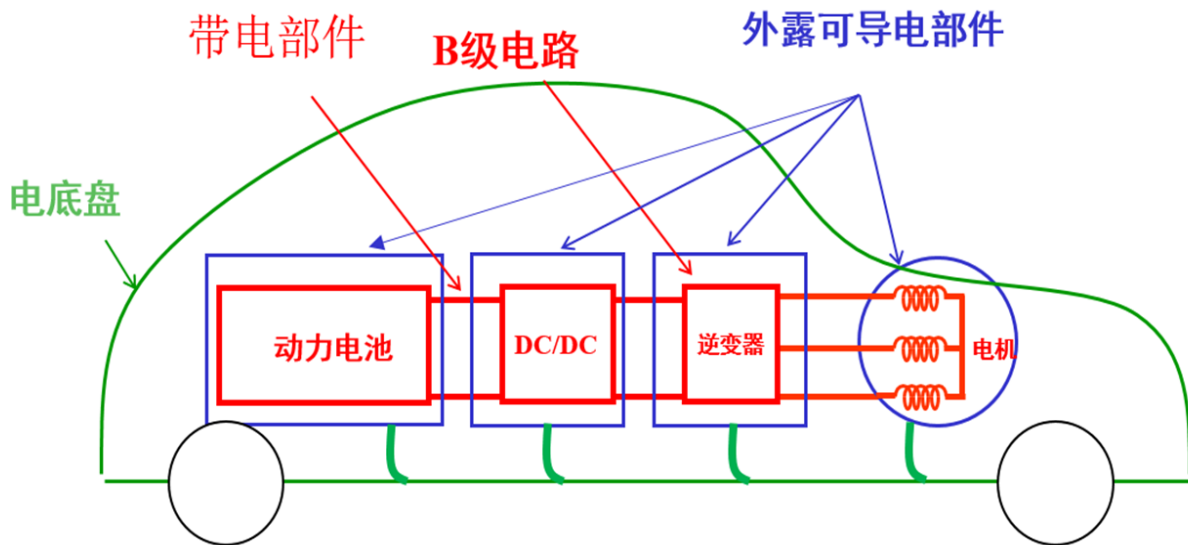 带电部件
B级电路
外露可导电部件
电底盘
动力电池
DC/DC
逆变器
电机